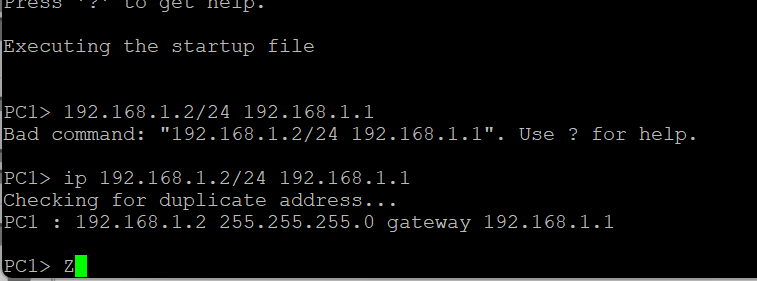 Press '?' to get help.
Executing the startup file
PC1> 192.168.1.2/24 192.168.1.1
Bad command: "192.168.1.2/24 192.168.1.1". Use ? for help.
PC1> ip 192.168.1.2/24 192.168.1.1
Checking for duplicate address...
PC1 : 192.168.1.2 255.255.255.0 gateway 192.168.1.1
PC1> Z